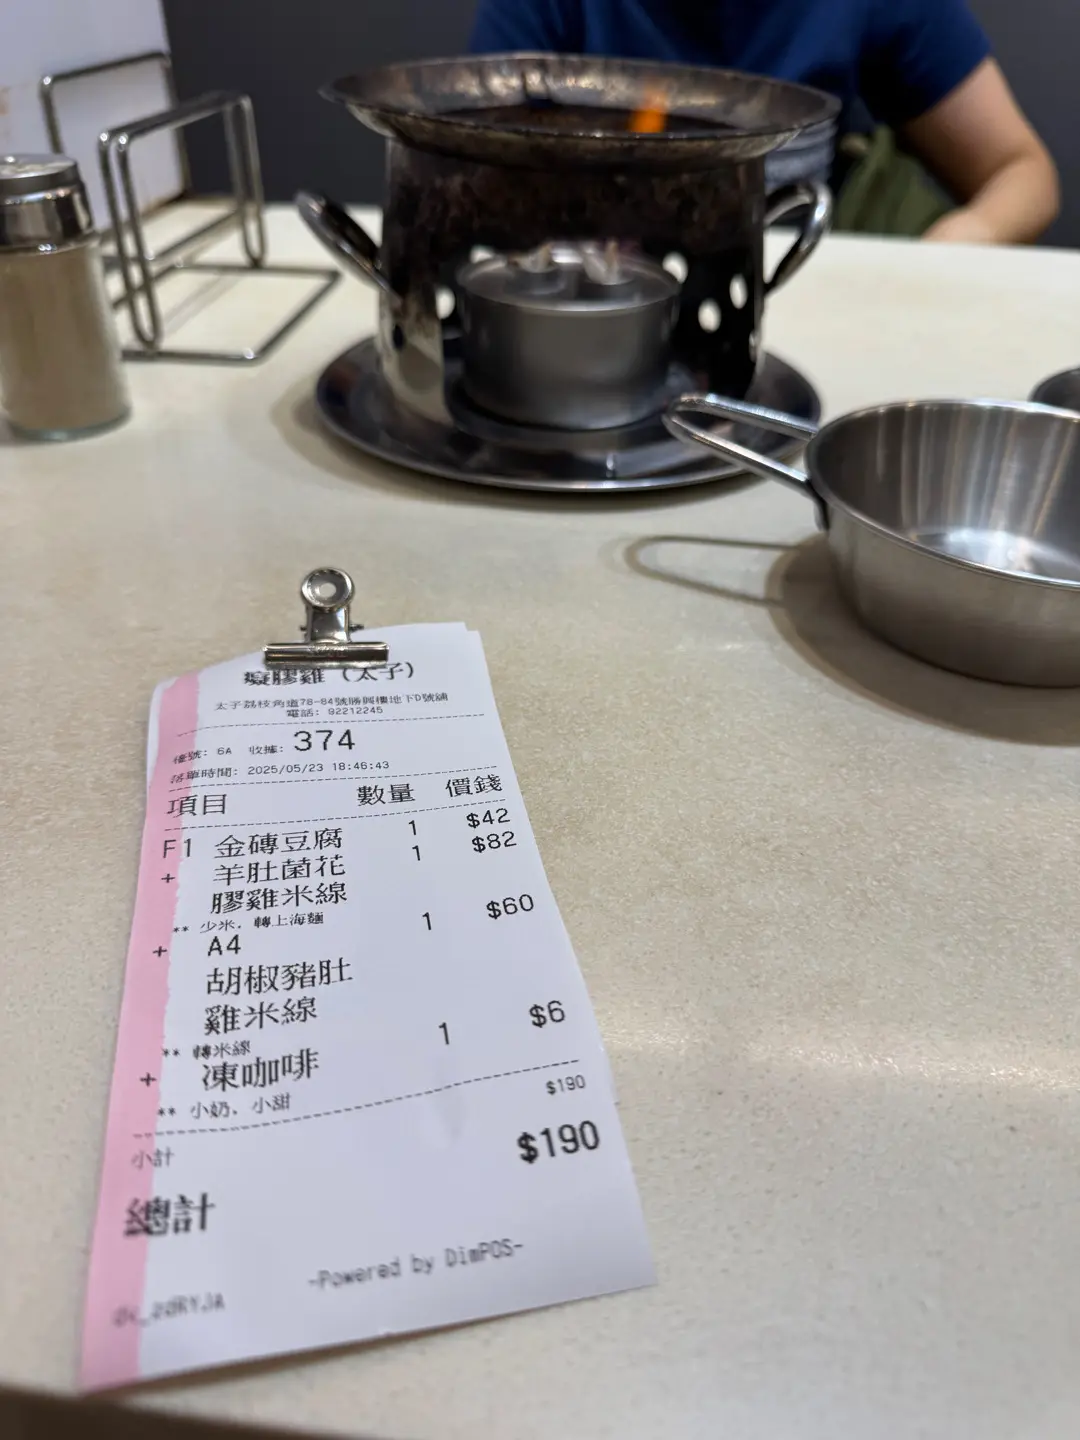 癡膠雞（太子）
太子荔枝角道78-84號勝興樓地下D號舖
電話: 92212245
檯號: 6A 收據: 374
落單時間: 2025/05/23 18:46:43
項目 數量 價錢
F1 金磚豆腐 1 $42
+ 羊肚菌花 1 $82
膠雞米線
** 少米, 轉上海麵
+ A4 1 $60
胡椒豬肚
雞米線
** 轉米線
+ 凍咖啡 1 $6
** 小奶, 小甜
小計 $190
總計 $190
-Powered by DimPOS-